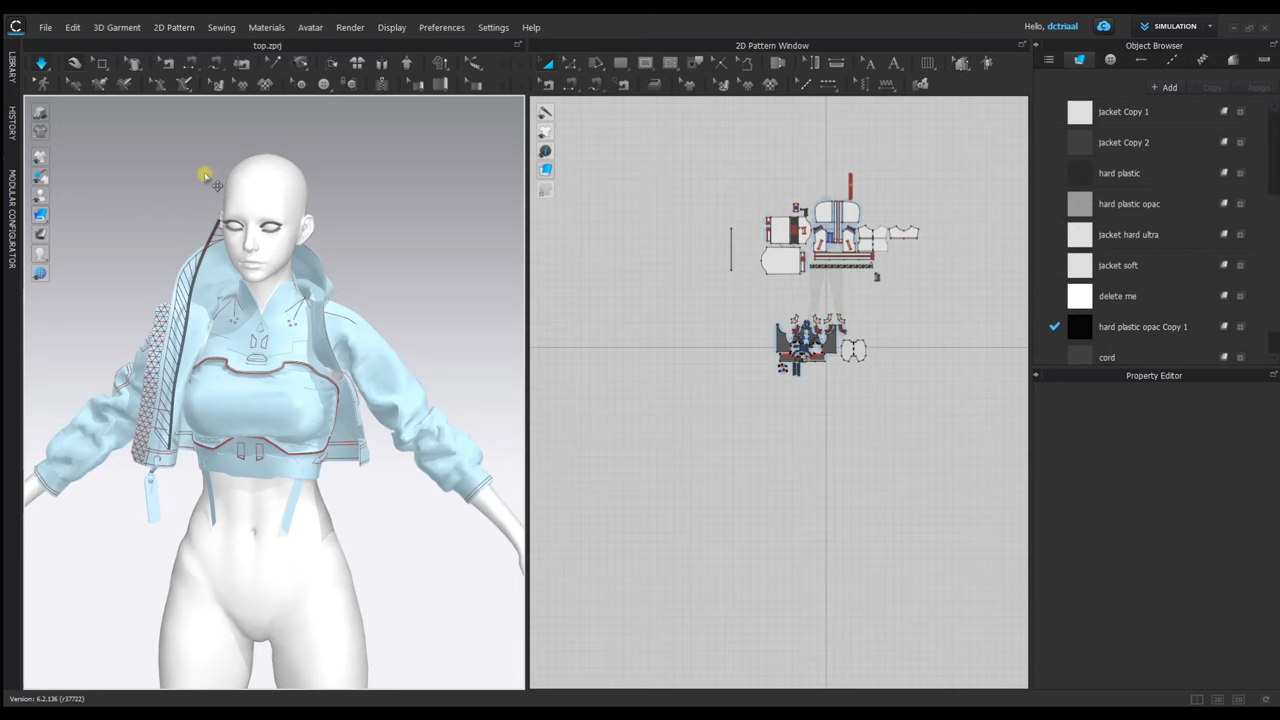 File Edit 3D Garment 2D Pattern Sewing Materials Avatar Render Display Preferences Settings Help
Hello, dctriaal
SIMULATION
top.zprj
2D Pattern Window
Object Browser
LIBRARY
HISTORY
MODULAR CONFIGURATOR
+ Add Copy Assign
jacket Copy 1
jacket Copy 2
hard plastic
hard plastic opac
jacket hard ultra
jacket soft
delete me
hard plastic opac Copy 1
cord
Property Editor
Version: 6.2.136 (r37722)